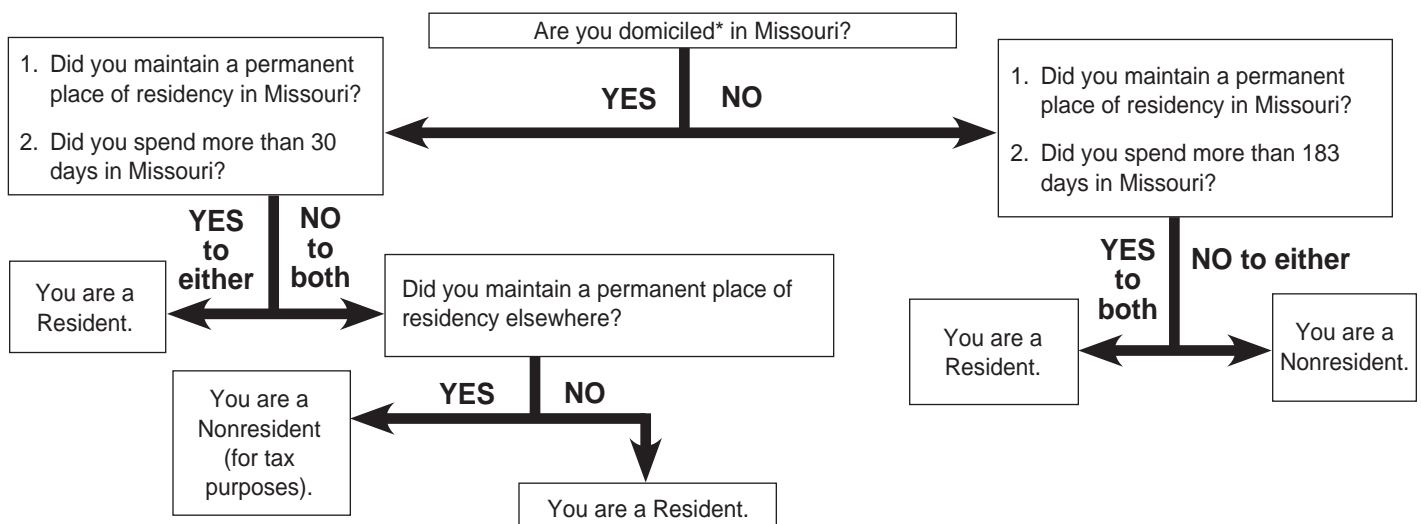 Are you domiciled* in Missouri?
1. Did you maintain a permanent
place of residency in Missouri?
2. Did you spend more than 30
days in Missouri?
YES
NO
1. Did you maintain a permanent
place of residency in Missouri?
2. Did you spend more than 183
days in Missouri?
YES
to
either
NO
to
both
You are a
Resident.
Did you maintain a permanent place of
residency elsewhere?
YES
to
both
NO to either
You are a
Resident.
You are a
Nonresident.
YES
NO
You are a
Nonresident
(for tax
purposes).
You are a Resident.